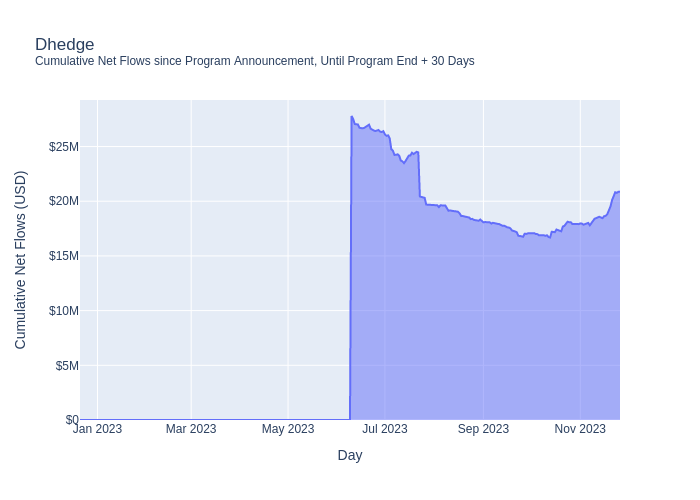 Dhedge
Cumulative Net Flows since Program Announcement, Until Program End + 30 Days
Cumulative Net Flows (USD)
$25M
$20M
$15M
$10M
$5M
$0
Jan 2023
Mar 2023
May 2023
Jul 2023
Sep 2023
Nov 2023
Day